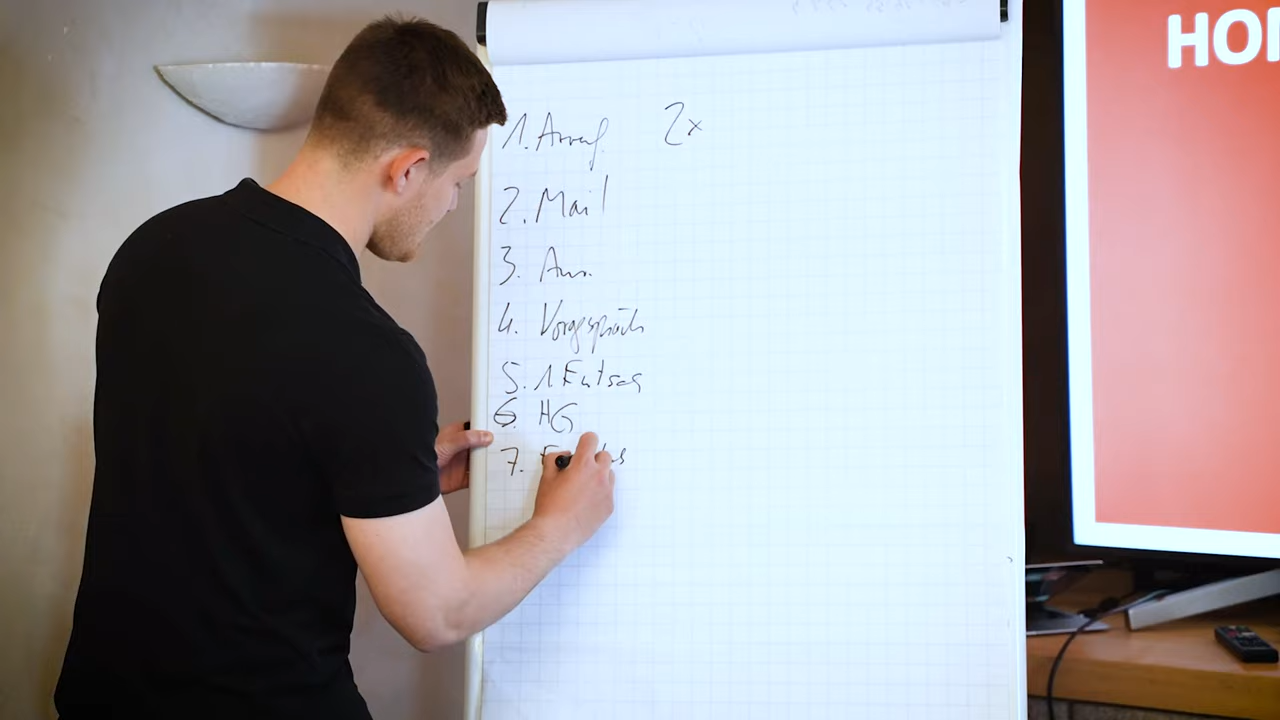 1. Anruf 2x
2. Mail
3. Anr.
4. Vorgespräch
5. 1. Entsch
6. HG
7.
HO